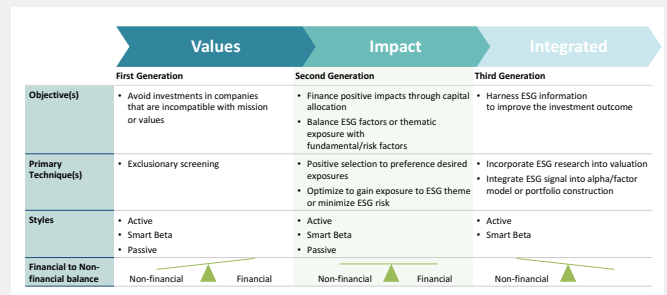 Values Impact Integrated
First Generation Second Generation Third Generation
Objective(s)
• Avoid investments in companies
that are incompatible with mission
or values
• Finance positive impacts through capital
allocation
• Balance ESG factors or thematic
exposure with
fundamental/risk factors
• Harness ESG information
to improve the investment outcome
Primary
Technique(s)
• Exclusionary screening
• Positive selection to preference desired
exposures
• Optimize to gain exposure to ESG theme
or minimize ESG risk
• Incorporate ESG research into valuation
• Integrate ESG signal into alpha/factor
model or portfolio construction
Styles
• Active
• Smart Beta
• Passive
• Active
• Smart Beta
• Passive
• Active
• Smart Beta
Financial to Non-
financial balance
Non-financial Financial
Non-financial Financial
Non-financial